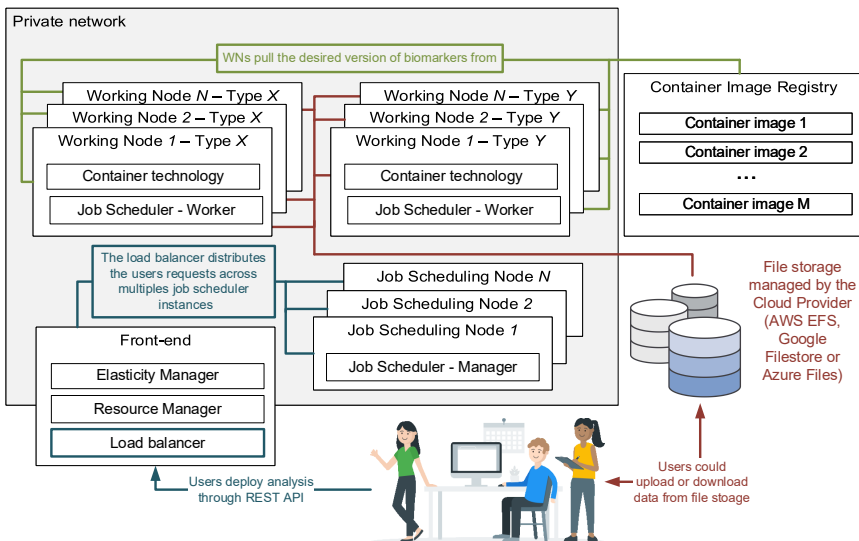 Private network
WNs pull the desired version of biomarkers from
Working Node N – Type X
Working Node 2 – Type X
Working Node 1 – Type X
Container technology
Job Scheduler - Worker
Working Node N – Type Y
Working Node 2 – Type Y
Working Node 1 – Type Y
Container technology
Job Scheduler - Worker
Container Image Registry
Container image 1
Container image 2
...
Container image M
The load balancer distributes
the users requests across
multiples job scheduler
instances
Job Scheduling Node N
Job Scheduling Node 2
Job Scheduling Node 1
Job Scheduler - Manager
File storage
managed by the
Cloud Provider
(AWS EFS,
Google
Filestore or
Azure Files)
Front-end
Elasticity Manager
Resource Manager
Load balancer
Users deploy analysis
through REST API
Users could
upload or download
data from file stoage